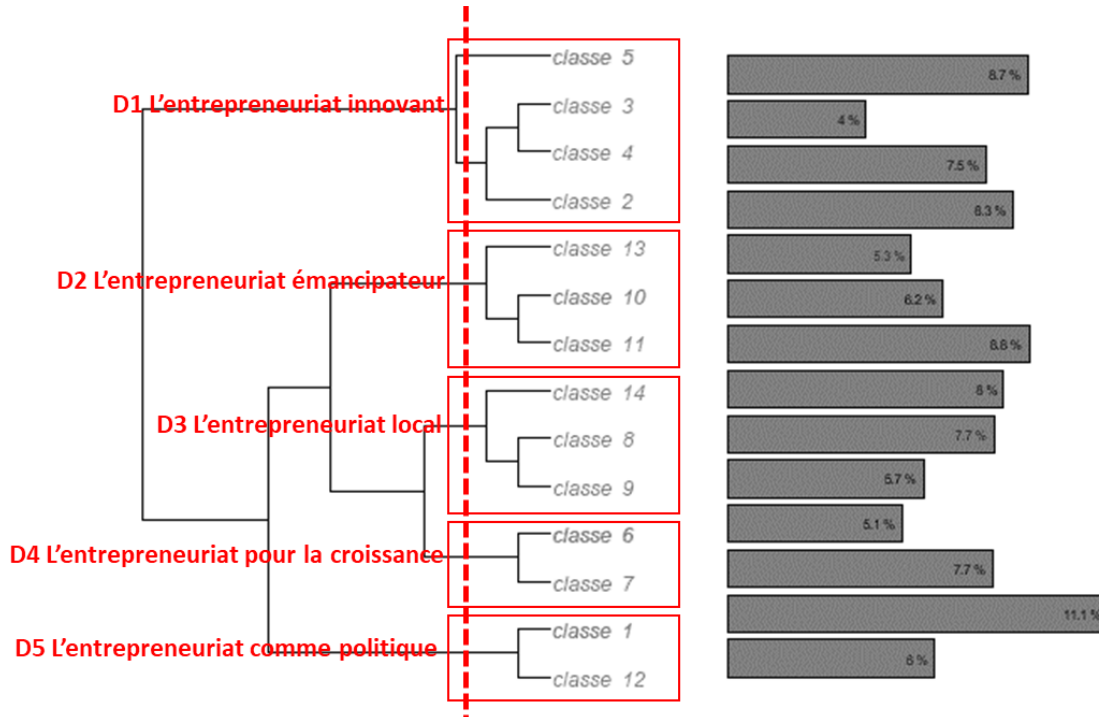 classe 5
8.7 %
D1 L'entrepreneuriat innovant
classe 3
4 %
classe 4
7.5 %
classe 2
8.3 %
classe 13
5.3 %
D2 L'entrepreneuriat émancipateur
classe 10
6.2 %
classe 11
8.8 %
classe 14
8 %
D3 L'entrepreneuriat local
classe 8
7.7 %
classe 9
5.7 %
classe 6
5.1 %
D4 L'entrepreneuriat pour la croissance
classe 7
7.7 %
classe 1
11.1 %
D5 L'entrepreneuriat comme politique
classe 12
6 %